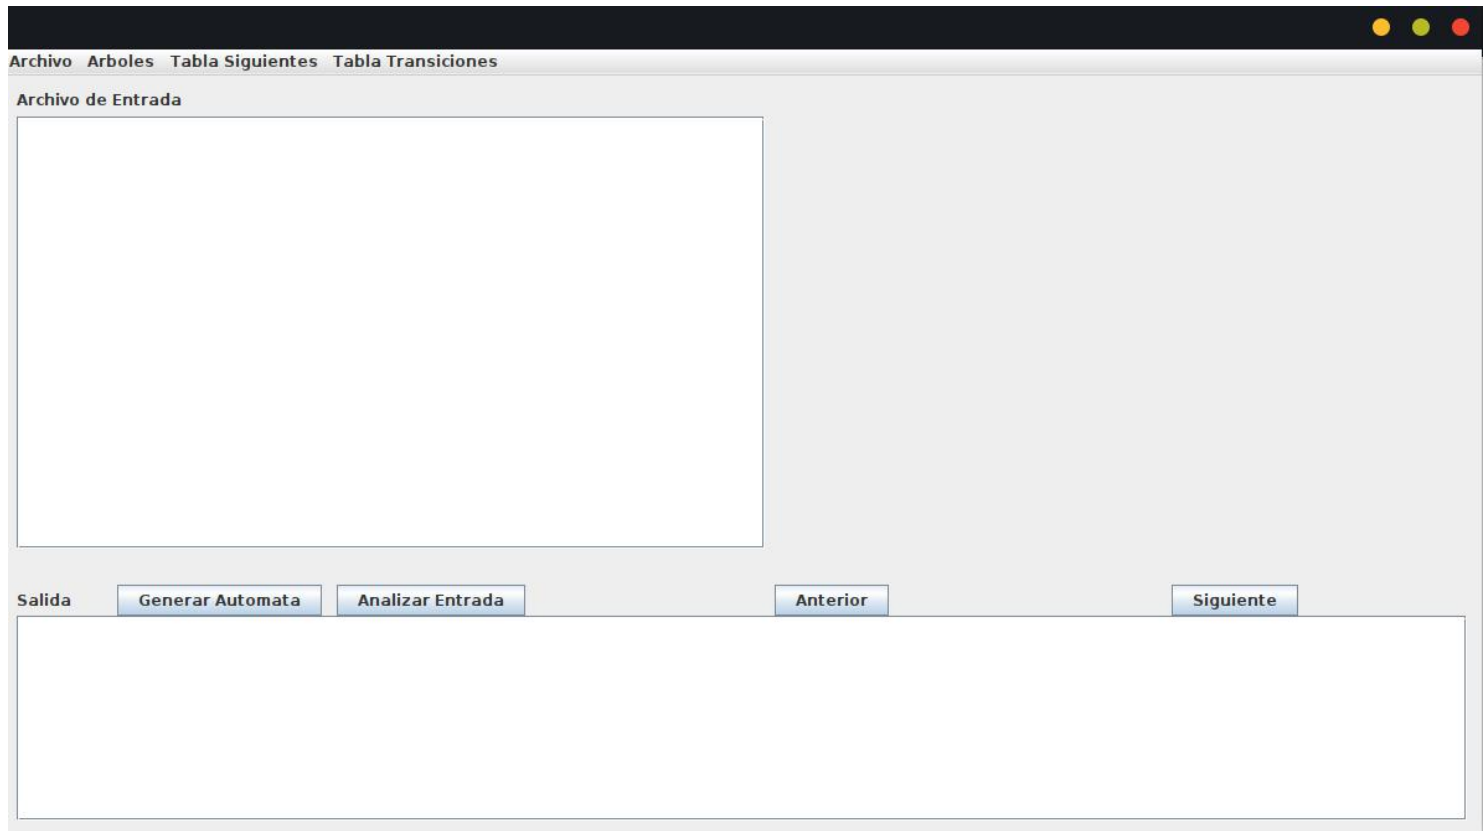 Archivo Arboles Tabla Siguientes Tabla Transiciones
Archivo de Entrada
Salida Generar Automata Analizar Entrada Anterior Siguiente